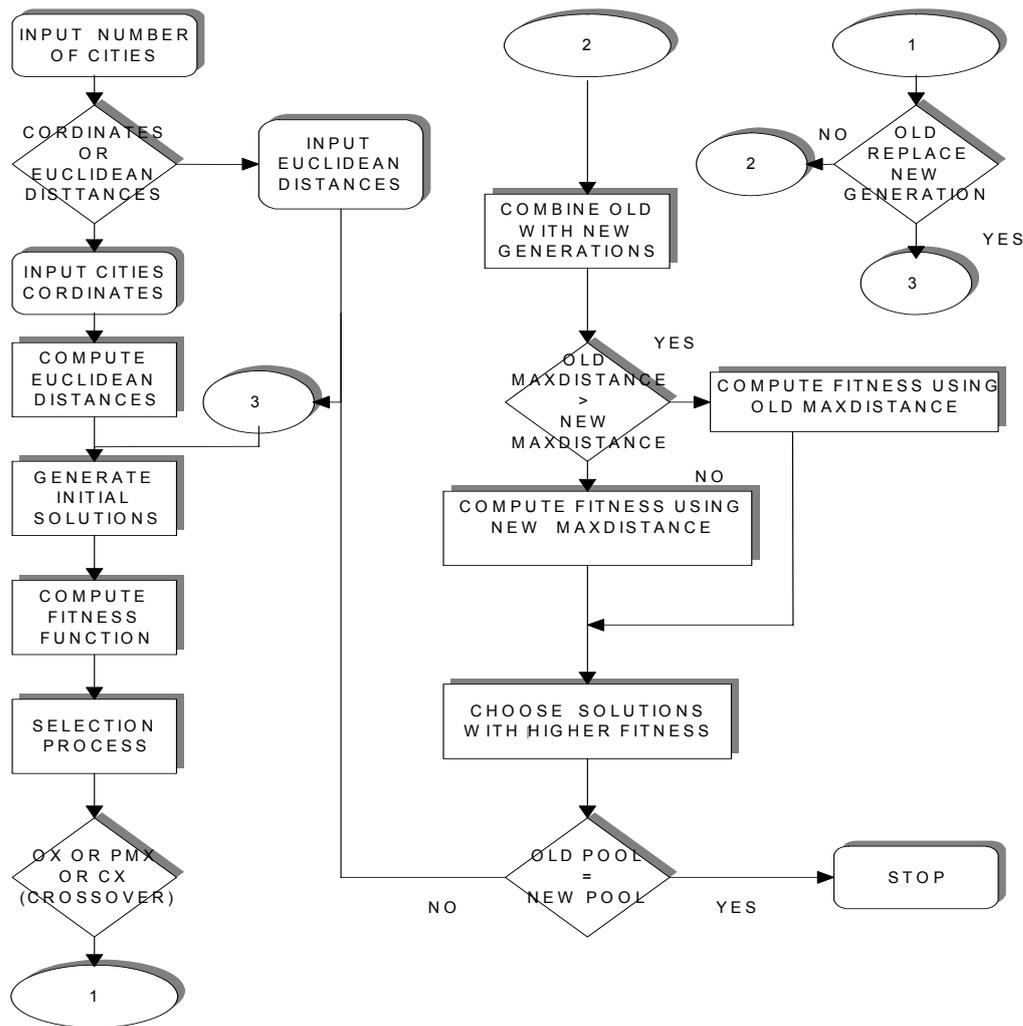 INPUT NUMBER
OF CITIES
CORDINATES
OR
EUCLIDEAN
DISTTANCES
INPUT
EUCLIDEAN
DISTANCES
INPUT CITIES
CORDINATES
COMPUTE
EUCLIDEAN
DISTANCES
3
GENERATE
INITIAL
SOLUTIONS
COMPUTE
FITNESS
FUNCTION
SELECTION
PROCESS
OX OR PMX
OR CX
(CROSSOVER)
1
2
COMBINE OLD
WITH NEW
GENERATIONS
OLD
MAXDISTANCE
>
NEW
MAXDISTANCE
YES
COMPUTE FITNESS USING
OLD MAXDISTANCE
NO
COMPUTE FITNESS USING
NEW MAXDISTANCE
CHOOSE SOLUTIONS
WITH HIGHER FITNESS
OLD POOL
=
NEW POOL
NO
YES
STOP
1
OLD
REPLACE
NEW
GENERATION
NO
2
YES
3